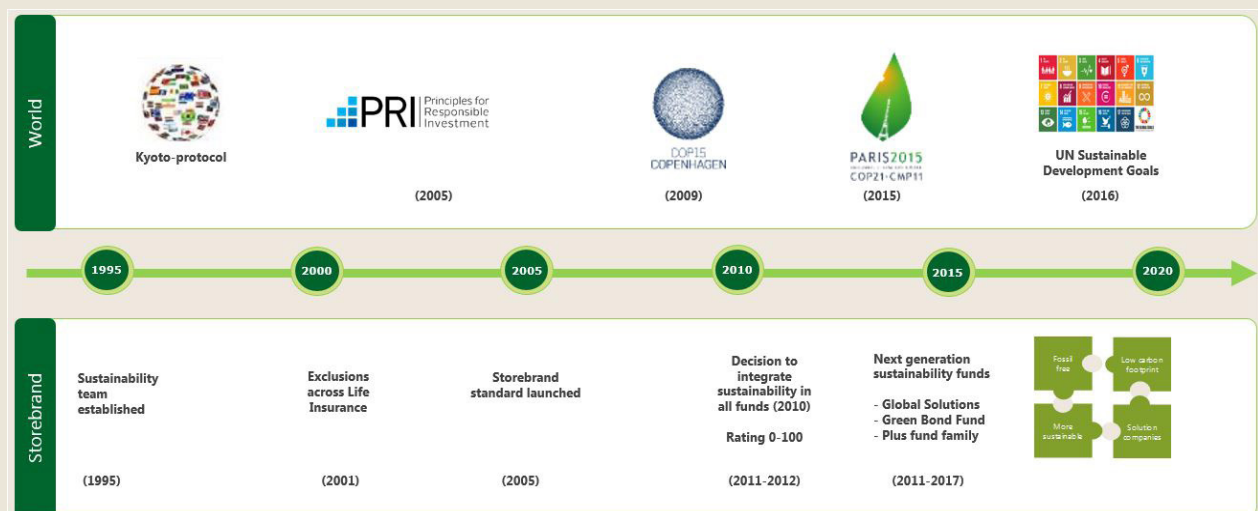 World
Kyoto-protocol
PRI
Principles for
Responsible
Investment
(2005)
COP15
COPENHAGEN
(2009)
PARIS2015
COP21·CMP11
(2015)
UN Sustainable
Development Goals
(2016)
1995
2000
2005
2010
2015
2020
Storebrand
Sustainability
team
established
(1995)
Exclusions
across Life
Insurance
(2001)
Storebrand
standard launched
(2005)
Decision to
integrate
sustainability in
all funds (2010)
Rating 0-100
(2011-2012)
Next generation
sustainability funds
- Global Solutions
- Green Bond Fund
- Plus fund family
(2011-2017)
Fossil
free
Low carbon
footprint
More
sustainable
Solution
companies